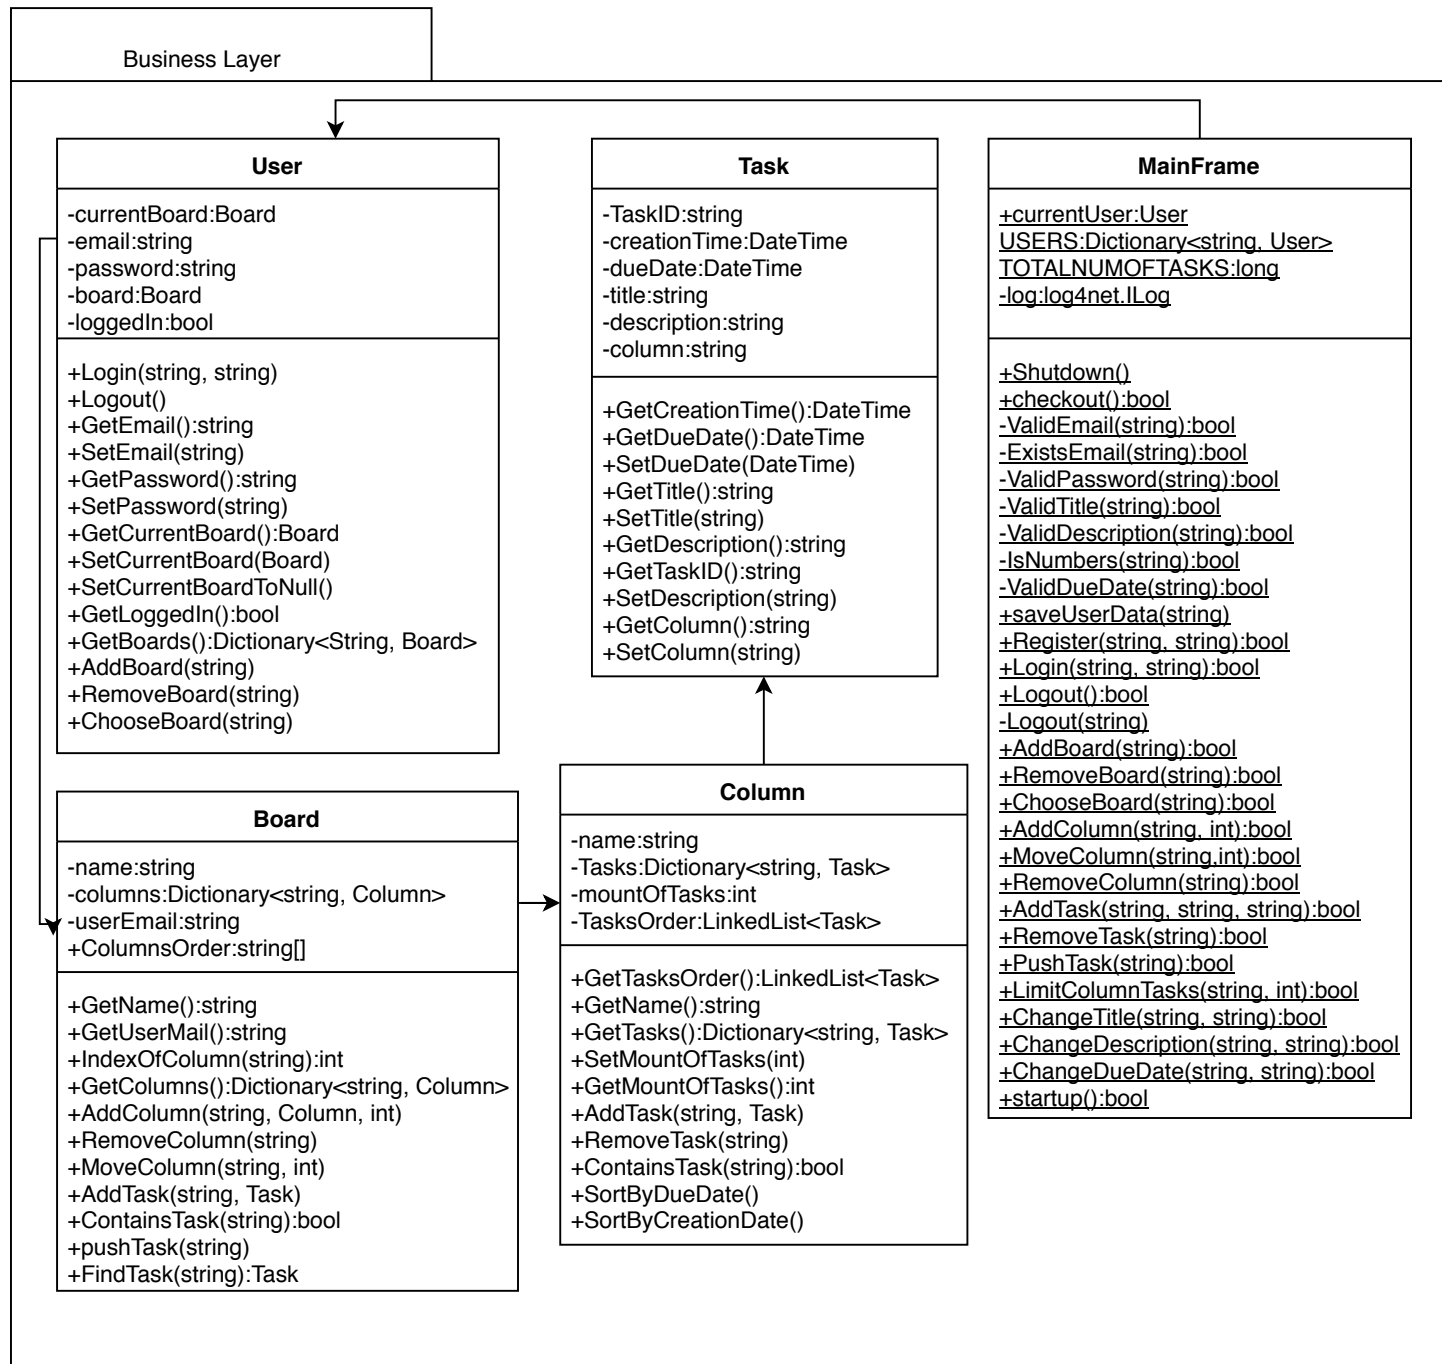 Business Layer
User
-currentBoard:Board
-email:string
-password:string
-board:Board
-loggedIn:bool
+Login(string, string)
+Logout()
+GetEmail():string
+SetEmail(string)
+GetPassword():string
+SetPassword(string)
+GetCurrentBoard():Board
+SetCurrentBoard(Board)
+SetCurrentBoardToNull()
+GetLoggedIn():bool
+GetBoards():Dictionary<String, Board>
+AddBoard(string)
+RemoveBoard(string)
+ChooseBoard(string)
Task
-TaskID:string
-creationTime:DateTime
-dueDate:DateTime
-title:string
-description:string
-column:string
+GetCreationTime():DateTime
+GetDueDate():DateTime
+SetDueDate(DateTime)
+GetTitle():string
+SetTitle(string)
+GetDescription():string
+GetTaskID():string
+SetDescription(string)
+GetColumn():string
+SetColumn(string)
MainFrame
+currentUser:User
USERS:Dictionary<string, User>
TOTALNUMOFTASKS:long
-log:log4net.ILog
+Shutdown()
+checkout():bool
-ValidEmail(string):bool
-ExistsEmail(string):bool
-ValidPassword(string):bool
-ValidTitle(string):bool
-ValidDescription(string):bool
-IsNumbers(string):bool
-ValidDueDate(string):bool
+saveUserData(string)
+Register(string, string):bool
+Login(string, string):bool
+Logout():bool
-Logout(string)
+AddBoard(string):bool
+RemoveBoard(string):bool
+ChooseBoard(string):bool
+AddColumn(string, int):bool
+MoveColumn(string,int):bool
+RemoveColumn(string):bool
+AddTask(string, string, string):bool
+RemoveTask(string):bool
+PushTask(string):bool
+LimitColumnTasks(string, int):bool
+ChangeTitle(string, string):bool
+ChangeDescription(string, string):bool
+ChangeDueDate(string, string):bool
+startup():bool
Board
-name:string
-columns:Dictionary<string, Column>
-userEmail:string
+ColumnsOrder:string[]
+GetName():string
+GetUserMail():string
+IndexOfColumn(string):int
+GetColumns():Dictionary<string, Column>
+AddColumn(string, Column, int)
+RemoveColumn(string)
+MoveColumn(string, int)
+AddTask(string, Task)
+ContainsTask(string):bool
+pushTask(string)
+FindTask(string):Task
Column
-name:string
-Tasks:Dictionary<string, Task>
-mountOfTasks:int
-TasksOrder:LinkedList<Task>
+GetTasksOrder():LinkedList<Task>
+GetName():string
+GetTasks():Dictionary<string, Task>
+SetMountOfTasks(int)
+GetMountOfTasks():int
+AddTask(string, Task)
+RemoveTask(string)
+ContainsTask(string):bool
+SortByDueDate()
+SortByCreationDate()